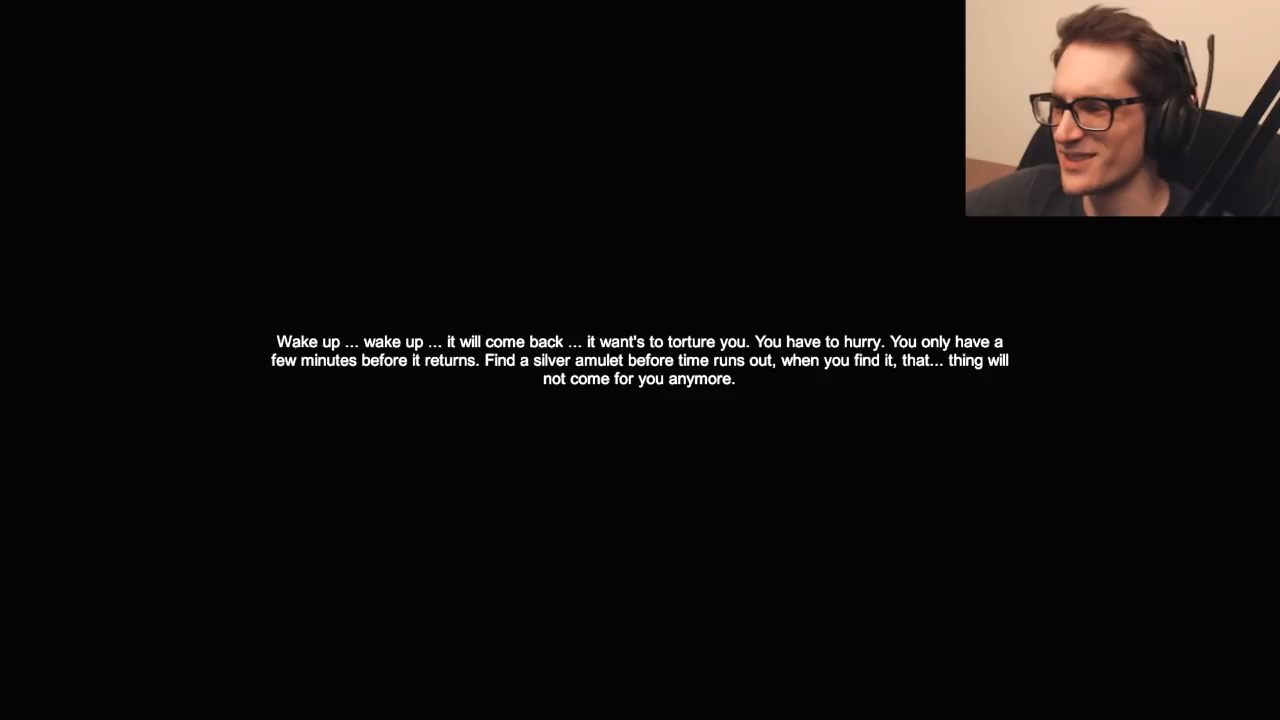 Wake up ... wake up ... it will come back ... it want's to torture you. You have to hurry. You only have a
few minutes before it returns. Find a silver amulet before time runs out, when you find it, that... thing will
not come for you anymore.